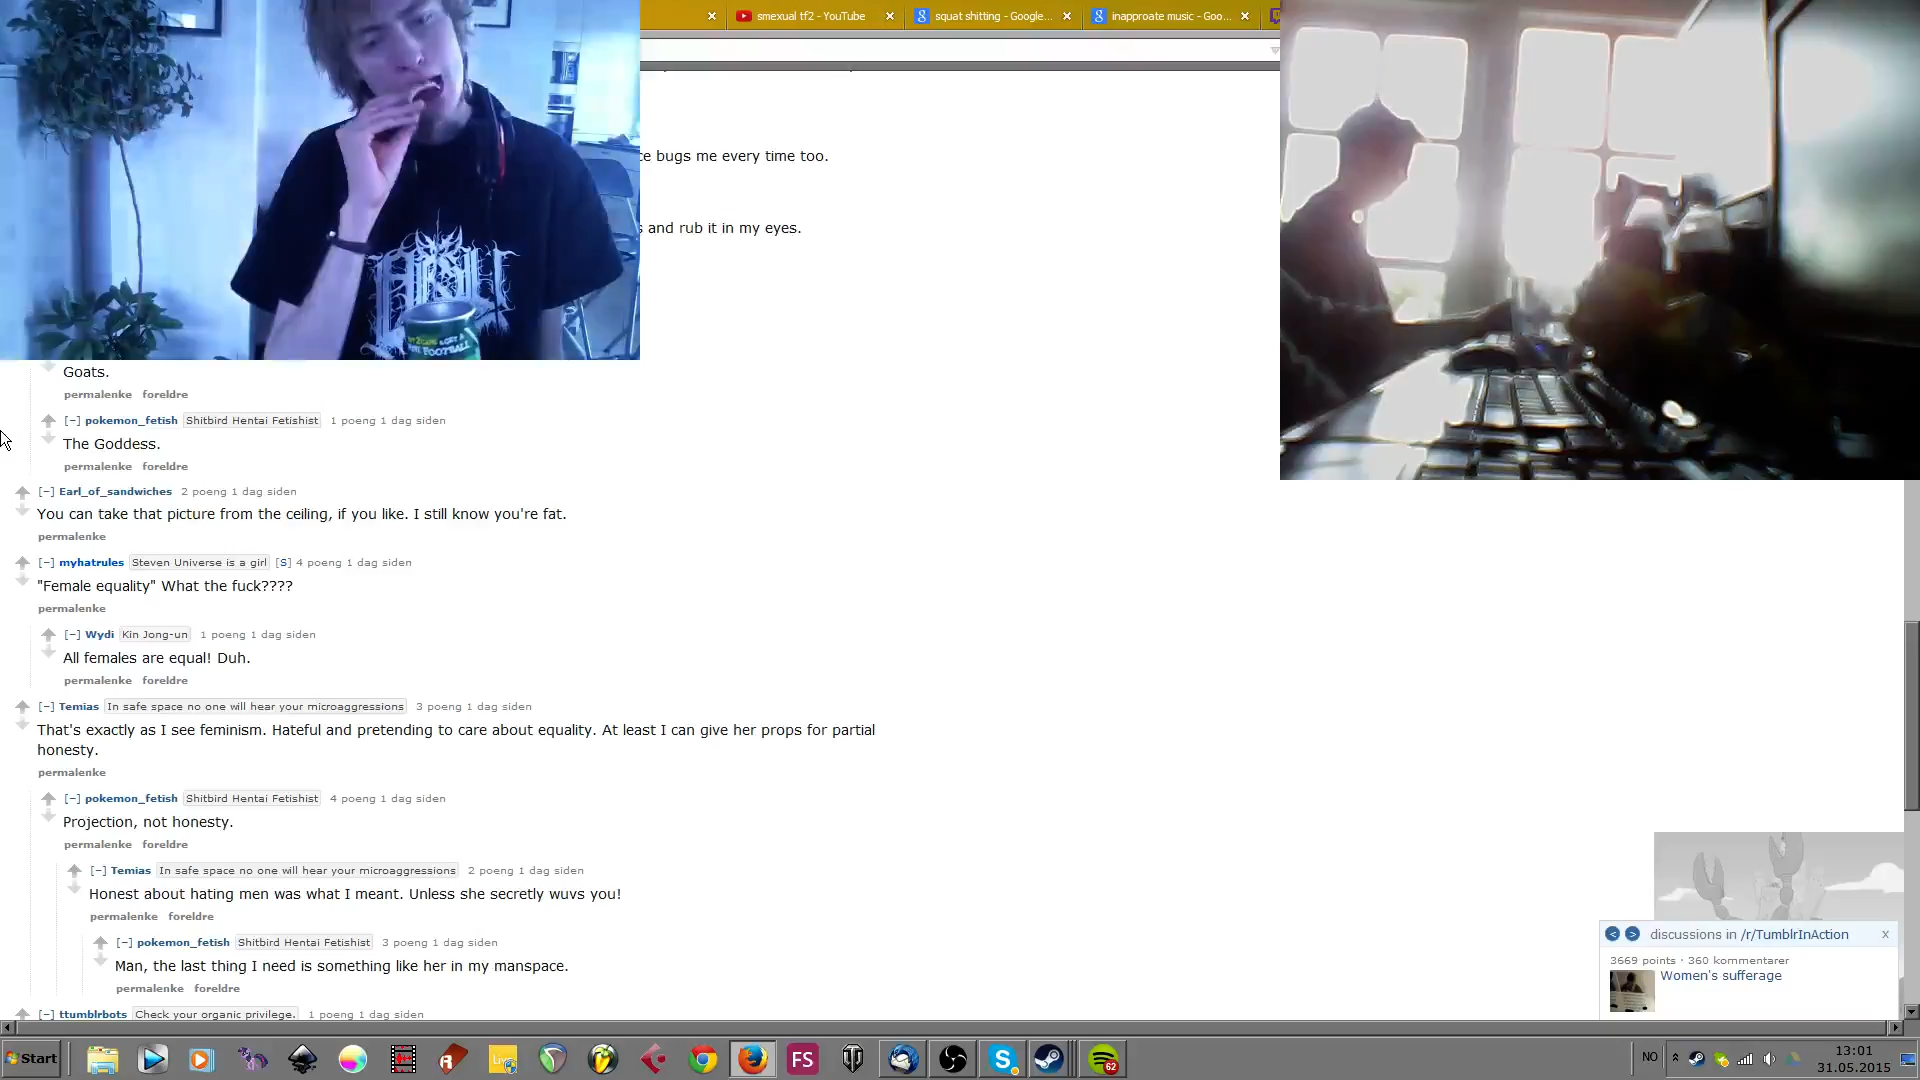 smexual tf2 - YouTube
squat shitting - Google...
inapproate music - Goo...
ce bugs me every time too.
s and rub it in my eyes.
FOOTBALL
Goats.
permalenke foreldre
[-] pokemon_fetish Shitbird Hentai Fetishist 1 poeng 1 dag siden
The Goddess.
permalenke foreldre
[-] Earl_of_sandwiches 2 poeng 1 dag siden
You can take that picture from the ceiling, if you like. I still know you're fat.
permalenke
[-] myhatrules Steven Universe is a girl [S] 4 poeng 1 dag siden
"Female equality" What the fuck????
permalenke
[-] Wydi Kin Jong-un 1 poeng 1 dag siden
All females are equal! Duh.
permalenke foreldre
[-] Temias In safe space no one will hear your microaggressions 3 poeng 1 dag siden
That's exactly as I see feminism. Hateful and pretending to care about equality. At least I can give her props for partial
honesty.
permalenke
[-] pokemon_fetish Shitbird Hentai Fetishist 4 poeng 1 dag siden
Projection, not honesty.
permalenke foreldre
[-] Temias In safe space no one will hear your microaggressions 2 poeng 1 dag siden
Honest about hating men was what I meant. Unless she secretly wuvs you!
permalenke foreldre
[-] pokemon_fetish Shitbird Hentai Fetishist 3 poeng 1 dag siden
Man, the last thing I need is something like her in my manspace.
permalenke foreldre
[-] ttumblrbots Check your organic privilege. 1 poeng 1 dag siden
< > discussions in /r/TumblrInAction x
3669 points · 360 kommentarer
Women's sufferage
Start
Live
FS
62
NO
13:01
31.05.2015